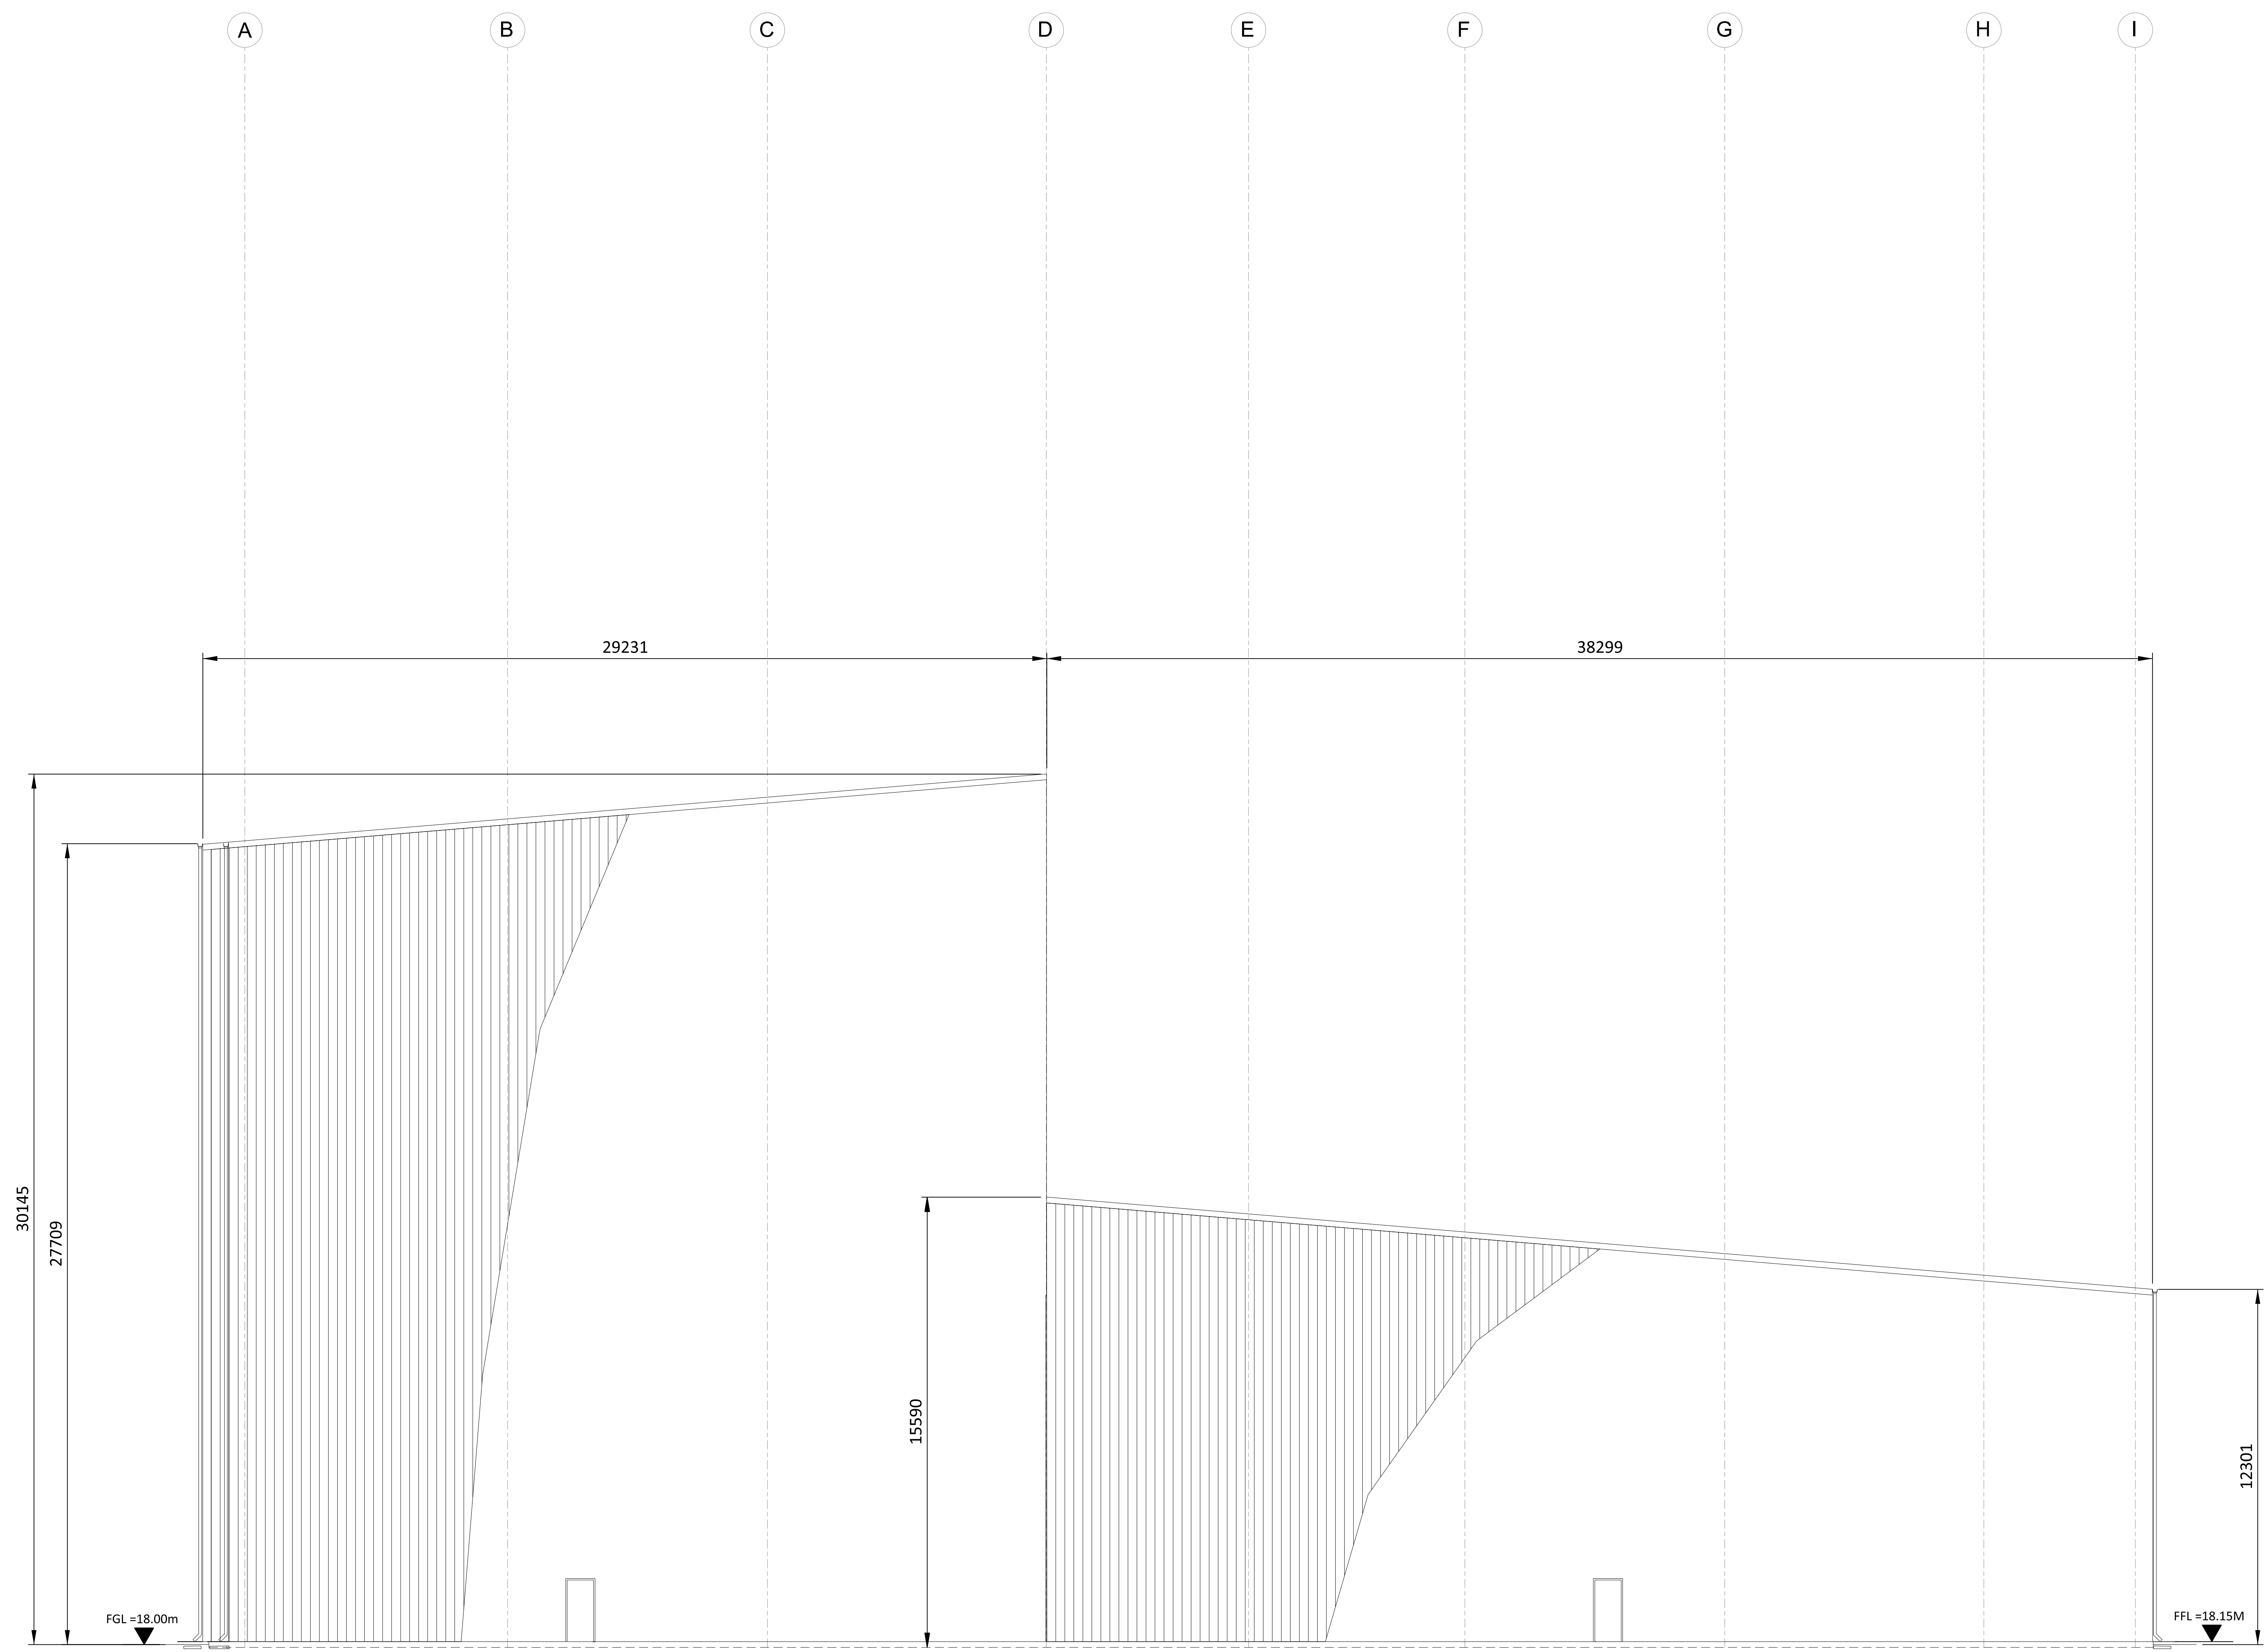 A B C D E F G H I
29231 38299
30145
27709
15590
12301
FGL =18.00m
FFL =18.15M